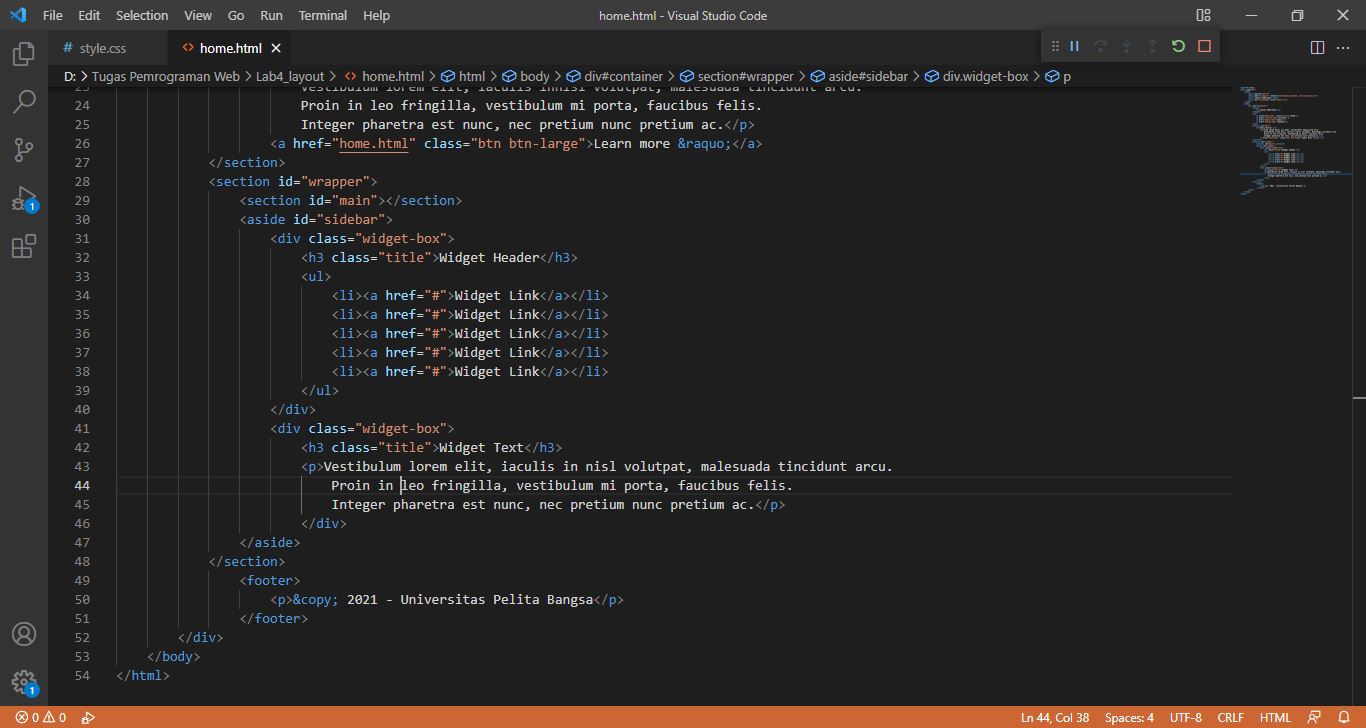 File Edit Selection View Go Run Terminal Help home.html - Visual Studio Code
# style.css <> home.html
D: > Tugas Pemrograman Web > Lab4_layout > <> home.html > html > body > div#container > section#wrapper > aside#sidebar > div.widget-box > p
24 Proin in leo fringilla, vestibulum mi porta, faucibus felis.
25 Integer pharetra est nunc, nec pretium nunc pretium ac.</p>
26 <a href="home.html" class="btn btn-large">Learn more &raquo;</a>
27 </section>
28 <section id="wrapper">
29 <section id="main"></section>
30 <aside id="sidebar">
31 <div class="widget-box">
32 <h3 class="title">Widget Header</h3>
33 <ul>
34 <li><a href="#">Widget Link</a></li>
35 <li><a href="#">Widget Link</a></li>
36 <li><a href="#">Widget Link</a></li>
37 <li><a href="#">Widget Link</a></li>
38 <li><a href="#">Widget Link</a></li>
39 </ul>
40 </div>
41 <div class="widget-box">
42 <h3 class="title">Widget Text</h3>
43 <p>Vestibulum lorem elit, iaculis in nisl volutpat, malesuada tincidunt arcu.
44 Proin in leo fringilla, vestibulum mi porta, faucibus felis.
45 Integer pharetra est nunc, nec pretium nunc pretium ac.</p>
46 </div>
47 </aside>
48 </section>
49 <footer>
50 <p>&copy; 2021 - Universitas Pelita Bangsa</p>
51 </footer>
52 </div>
53 </body>
54 </html>
1
1
0 0 Ln 44, Col 38 Spaces: 4 UTF-8 CRLF HTML